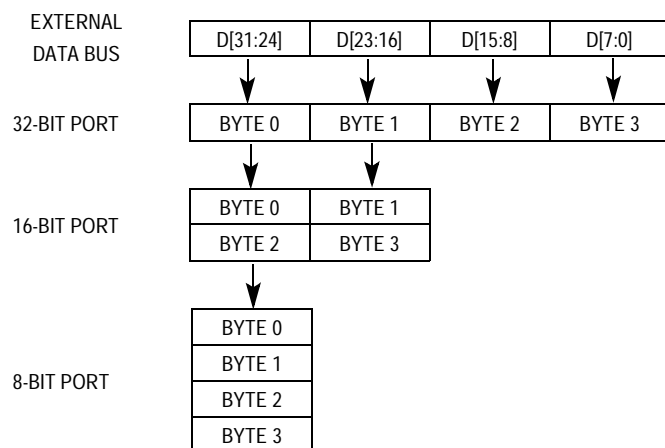 EXTERNAL
DATA BUS
D[31:24] D[23:16] D[15:8] D[7:0]
32-BIT PORT BYTE 0 BYTE 1 BYTE 2 BYTE 3
16-BIT PORT
BYTE 0 BYTE 1
BYTE 2 BYTE 3
8-BIT PORT
BYTE 0
BYTE 1
BYTE 2
BYTE 3